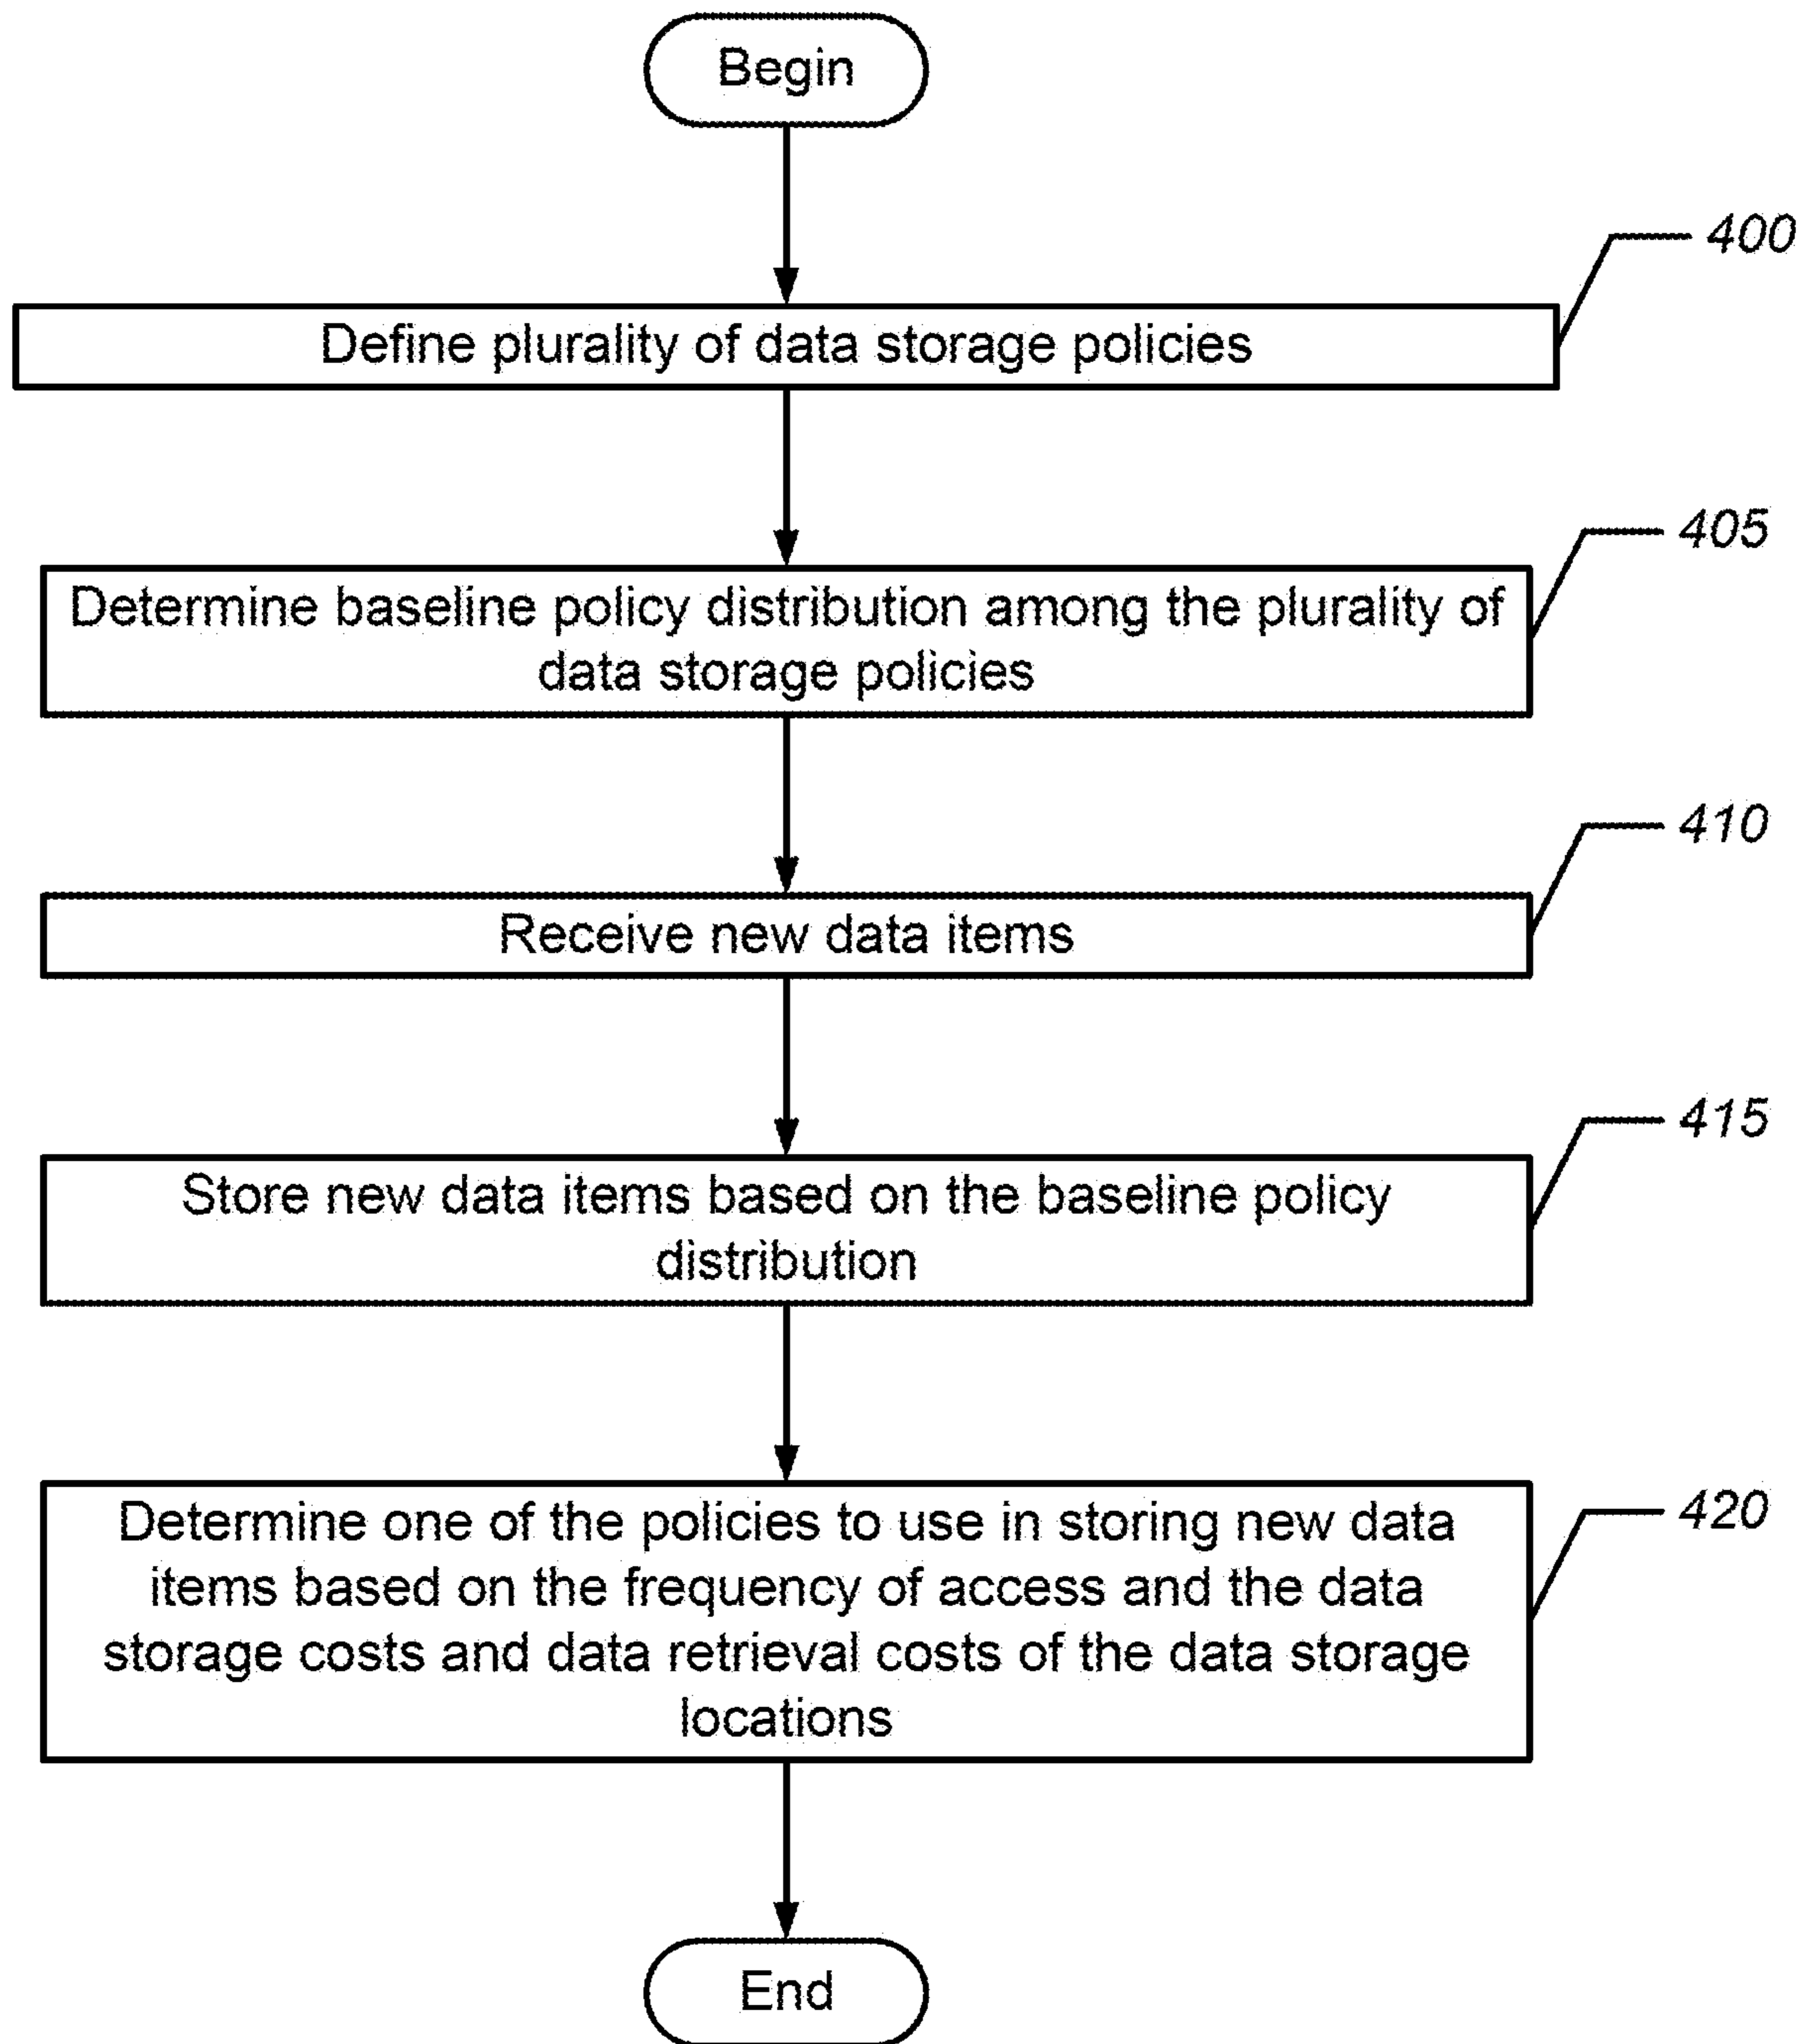 Begin
400
Define plurality of data storage policies
405
Determine baseline policy distribution among the plurality of
data storage policies
410
Receive new data items
415
Store new data items based on the baseline policy
distribution
420
Determine one of the policies to use in storing new data
items based on the frequency of access and the data
storage costs and data retrieval costs of the data storage
locations
End